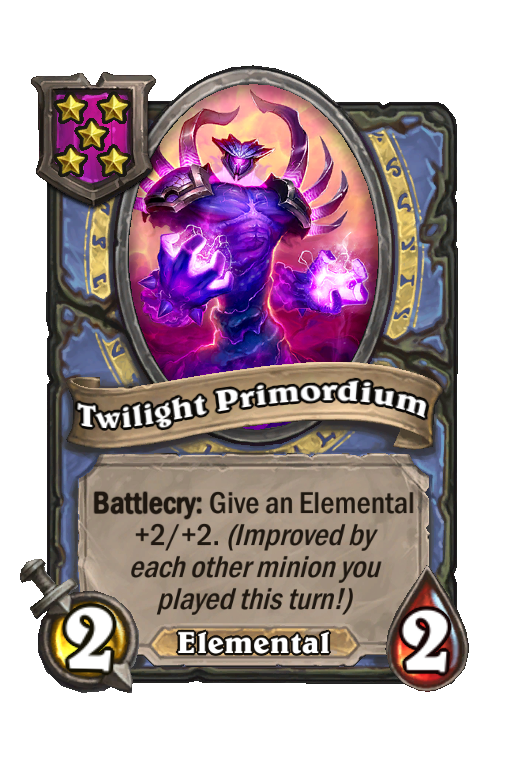 Twilight Primordium
Battlecry: Give an Elemental
+2/+2. (Improved by
each other minion you
played this turn!)
Elemental
2
2